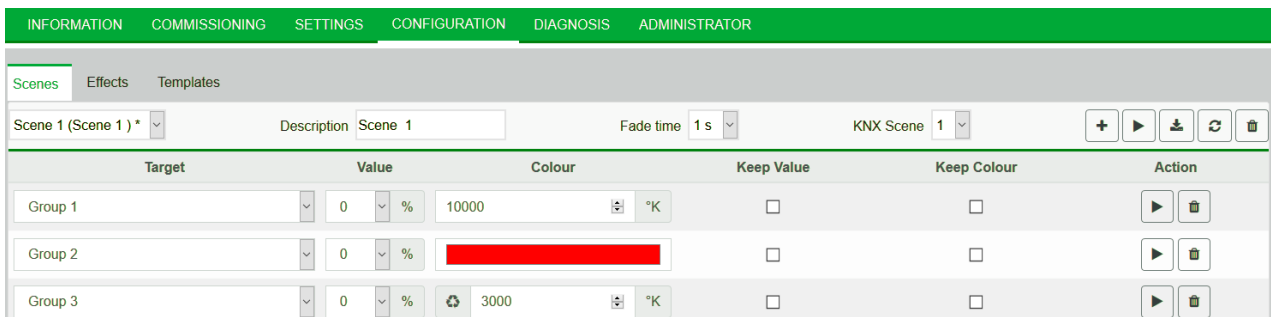 INFORMATION COMMISSIONING SETTINGS CONFIGURATION DIAGNOSIS ADMINISTRATOR
Scenes Effects Templates
Scene 1 (Scene 1 ) * Description Scene 1 Fade time 1 s KNX Scene 1
Target Value Colour Keep Value Keep Colour Action
Group 1 0 % 10000 °K
Group 2 0 %
Group 3 0 % 3000 °K